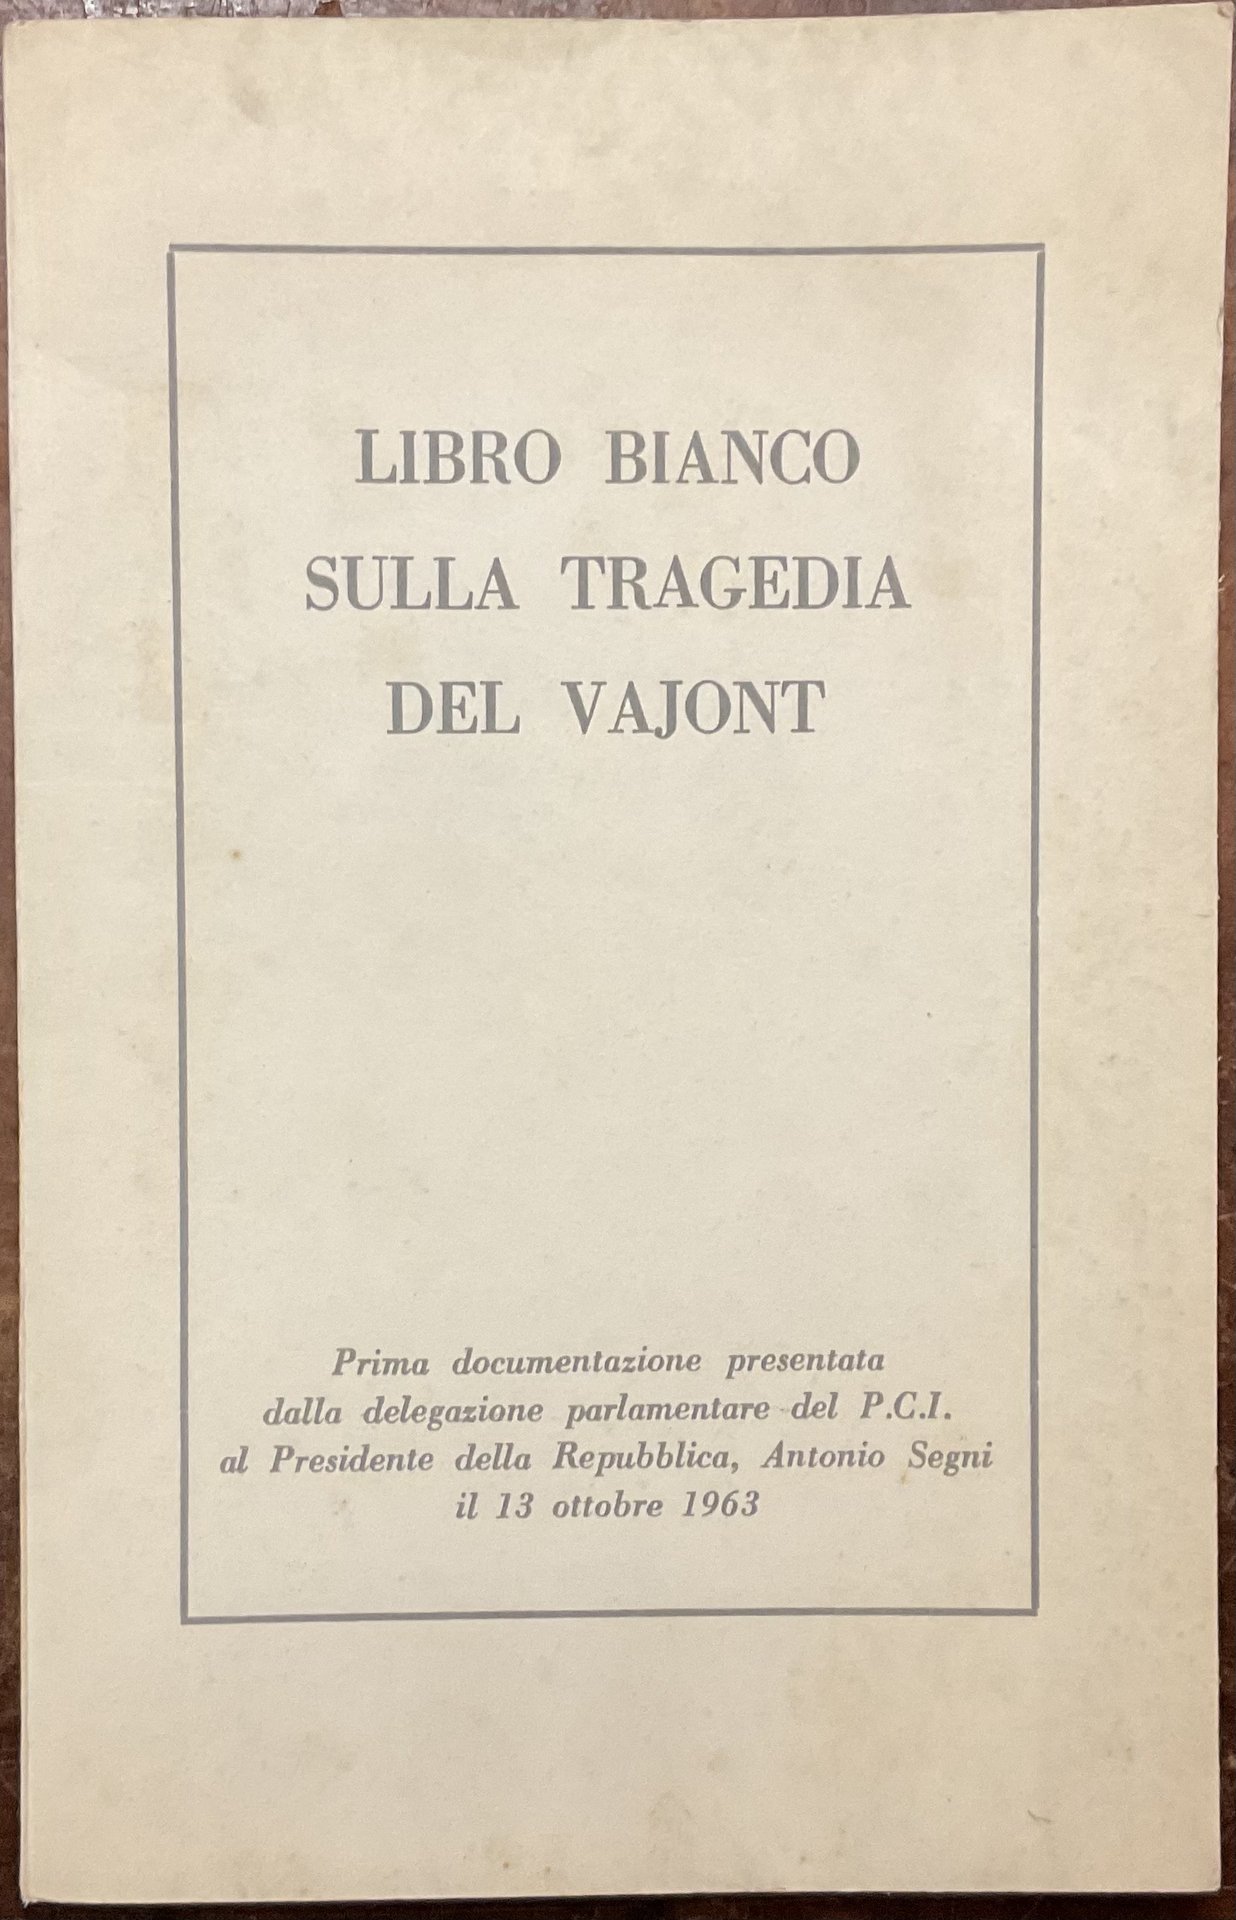 LIBRO BIANCO
SULLA TRAGEDIA
DEL VAJONT
Prima documentazione presentata
dalla delegazione parlamentare del P.C.I.
al Presidente della Repubblica, Antonio Segni
il 13 ottobre 1963